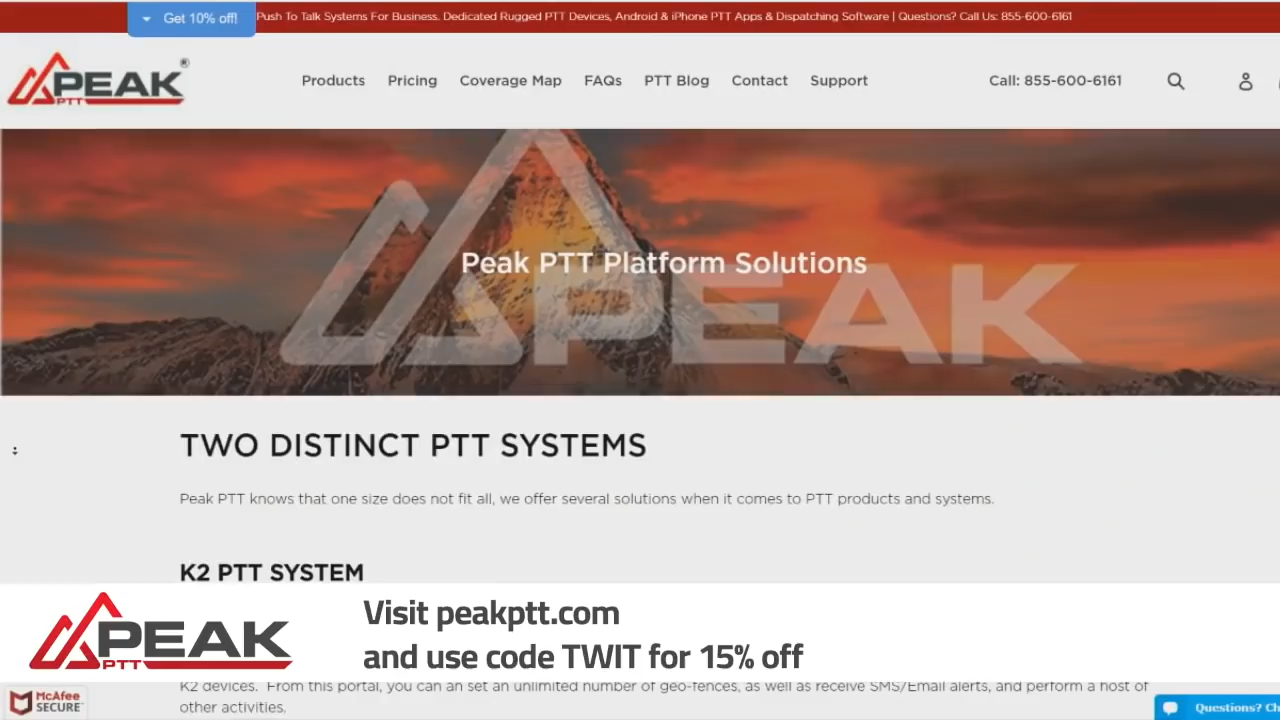 Get 10% off!
Push To Talk Systems For Business. Dedicated Rugged PTT Devices, Android & iPhone PTT Apps & Dispatching Software | Questions? Call Us: 855-600-6161
PEAK®
PTT
Products Pricing Coverage Map FAQs PTT Blog Contact Support Call: 855-600-6161
Peak PTT Platform Solutions
PEAK
TWO DISTINCT PTT SYSTEMS
Peak PTT knows that one size does not fit all, we offer several solutions when it comes to PTT products and systems.
K2 PTT SYSTEM
PEAK
PTT
Visit peakptt.com
and use code TWIT for 15% off
K2 devices. From this portal, you can an set an unlimited number of geo-fences, as well as receive SMS/Email alerts, and perform a host of
other activities.
McAfee
SECURE
Questions? Ch